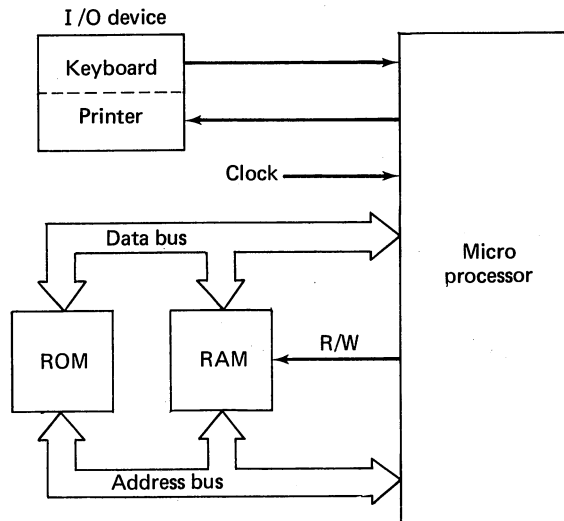 I/O device
Keyboard
Printer
Clock
Data bus
Micro
processor
ROM
RAM
R/W
Address bus